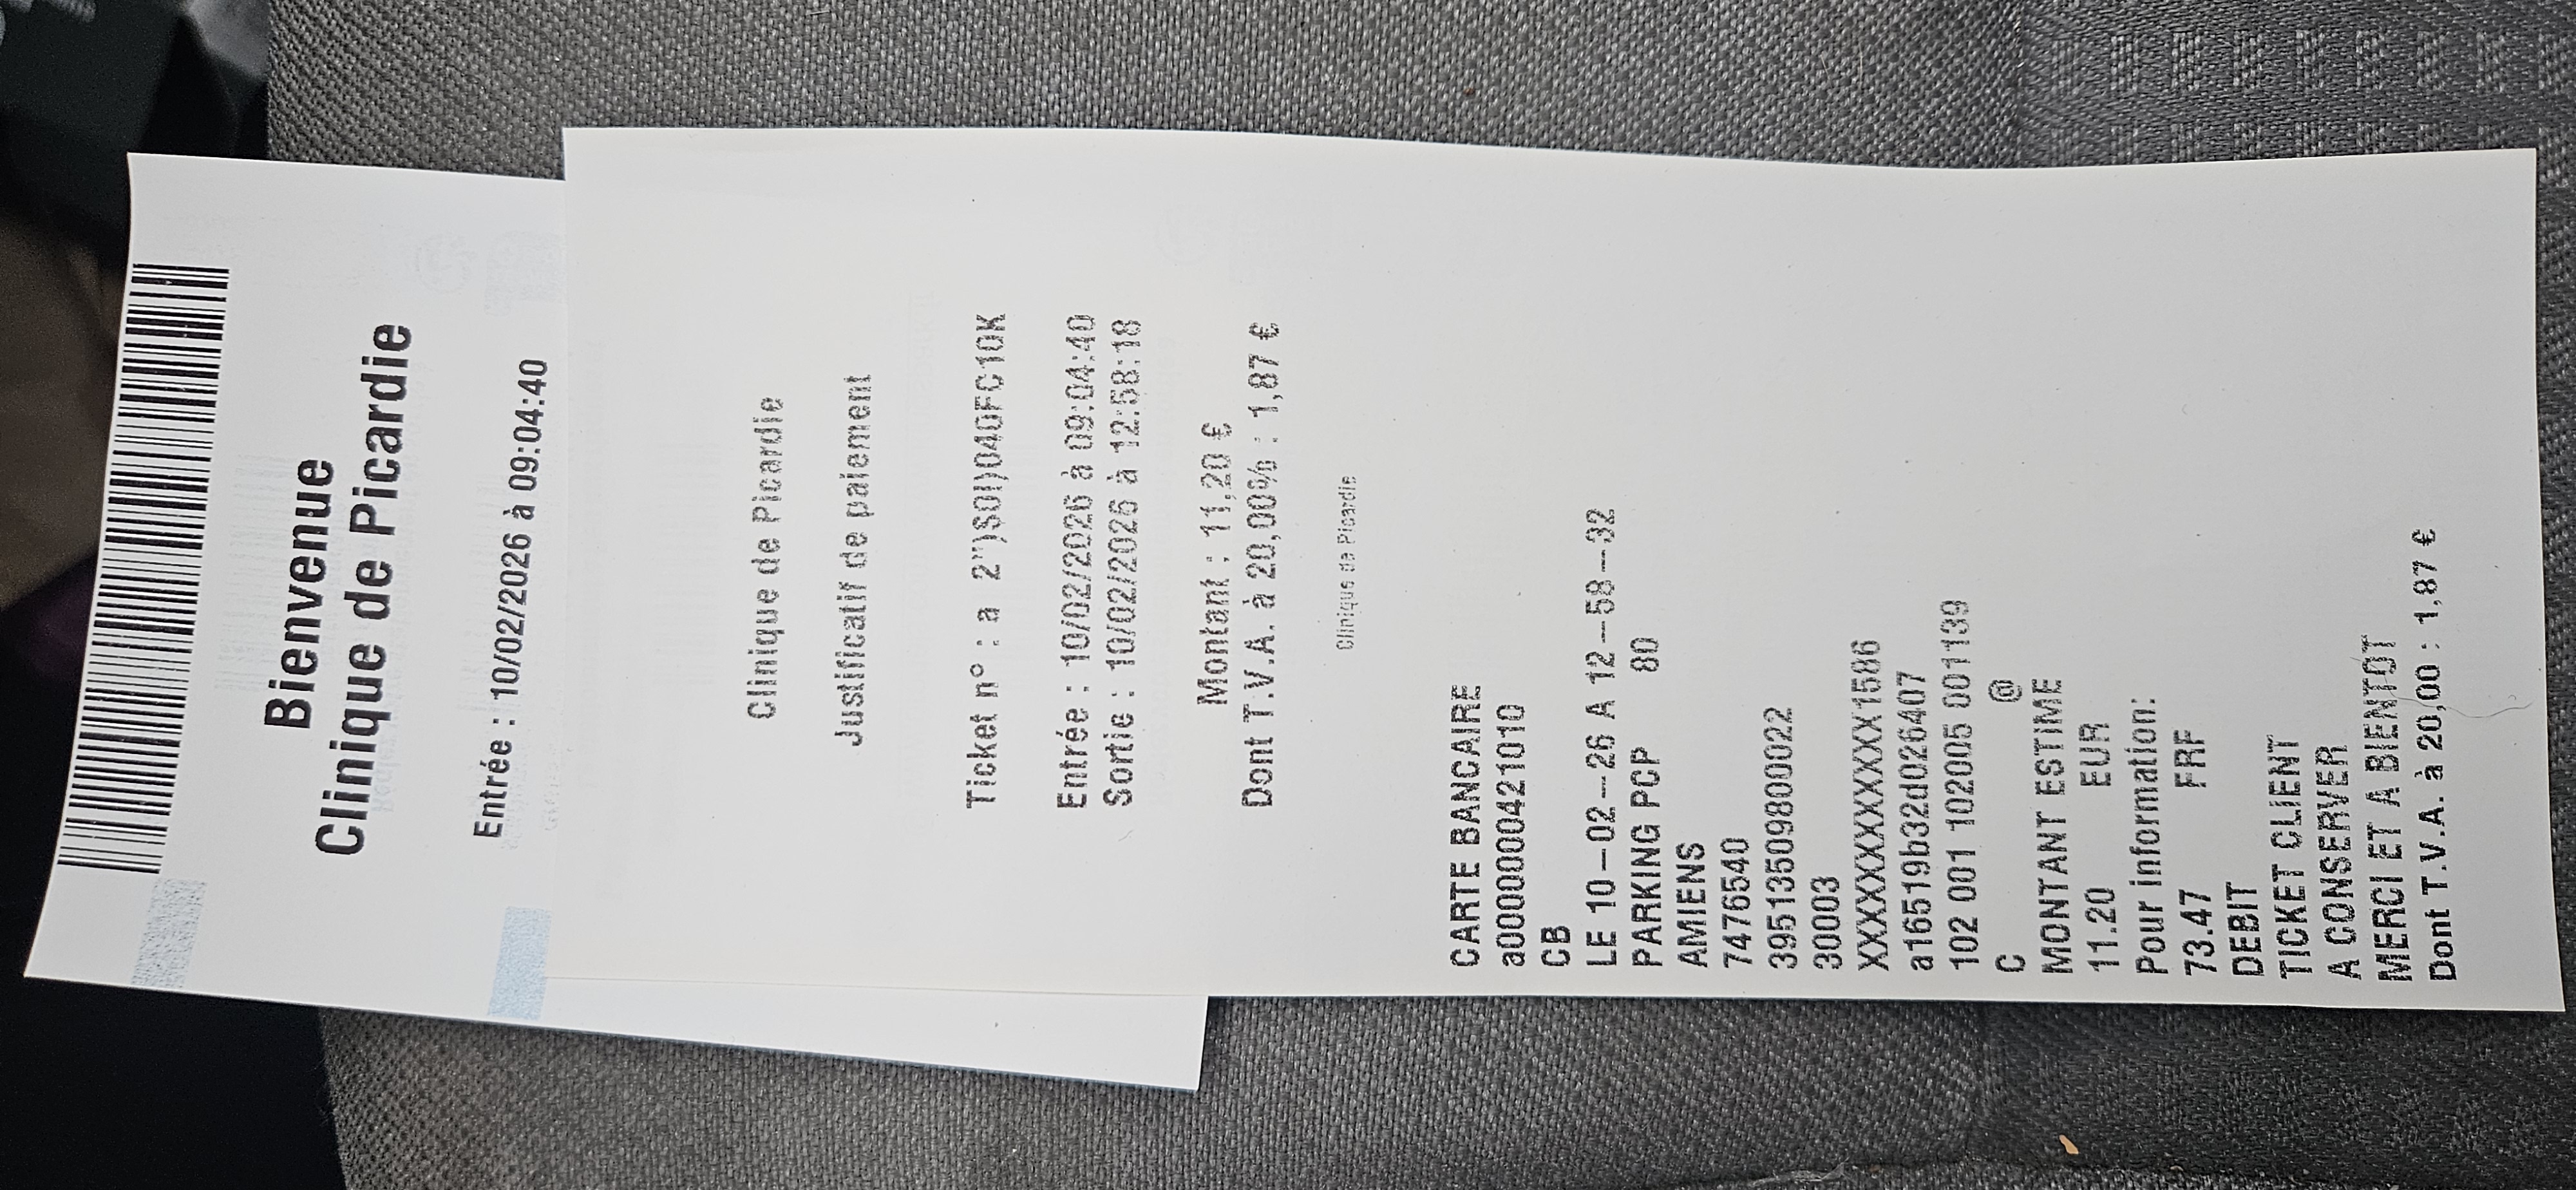 Bienvenue
Clinique de Picardie
Entrée : 10/02/2026 à 09:04:40
Clinique de Picardie
Justificatif de paiement
Ticket n° : a 2")S0!)040FC10K
Entrée : 10/02/2026 à 09:04:40
Sortie : 10/02/2026 à 12:58:18
Montant : 11,20 €
Dont T.V.A. à 20,00% : 1,87 €
Clinique de Picardie
CARTE BANCAIRE
a0000000421010
CB
LE 10-02-26 A 12-58-32
PARKING PCP 80
AMIENS
7476540
39513509800022
30003
XXXXXXXXXXXX1586
a16519b32d026407
102 001 102005 001139
C @
MONTANT ESTIME
11.20 EUR
Pour information:
73.47 FRF
DEBIT
TICKET CLIENT
A CONSERVER
MERCI ET A BIENTOT
Dont T.V.A. à 20,00 : 1,87 €